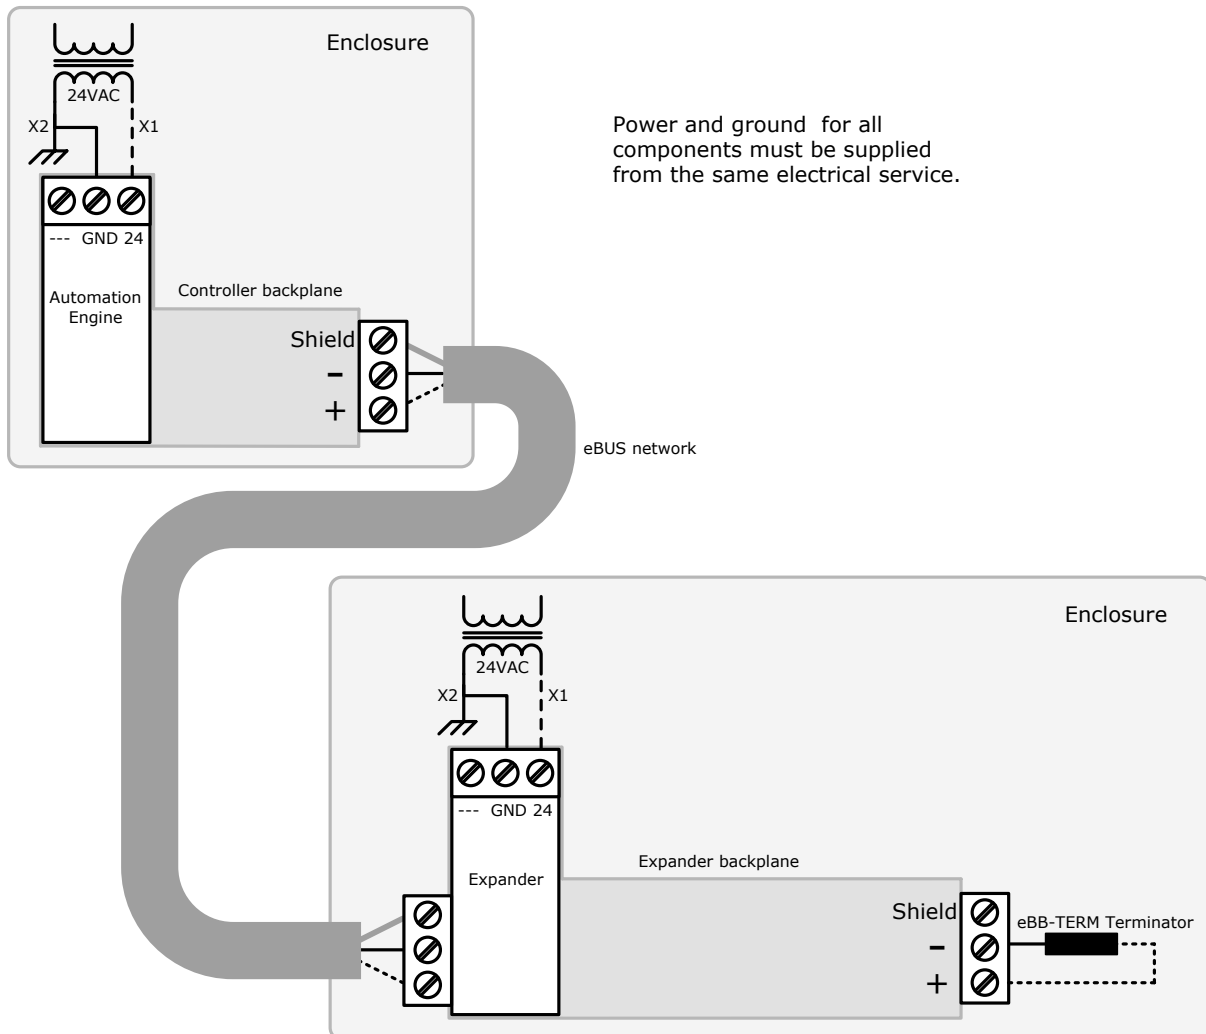 Enclosure
24VAC
X2
X1
Power and ground for all
components must be supplied
from the same electrical service.
--- GND 24
Automation
Engine
Controller backplane
Shield
-
+
eBUS network
Enclosure
24VAC
X2
X1
--- GND 24
Expander
Expander backplane
Shield
-
+
eBB-TERM Terminator